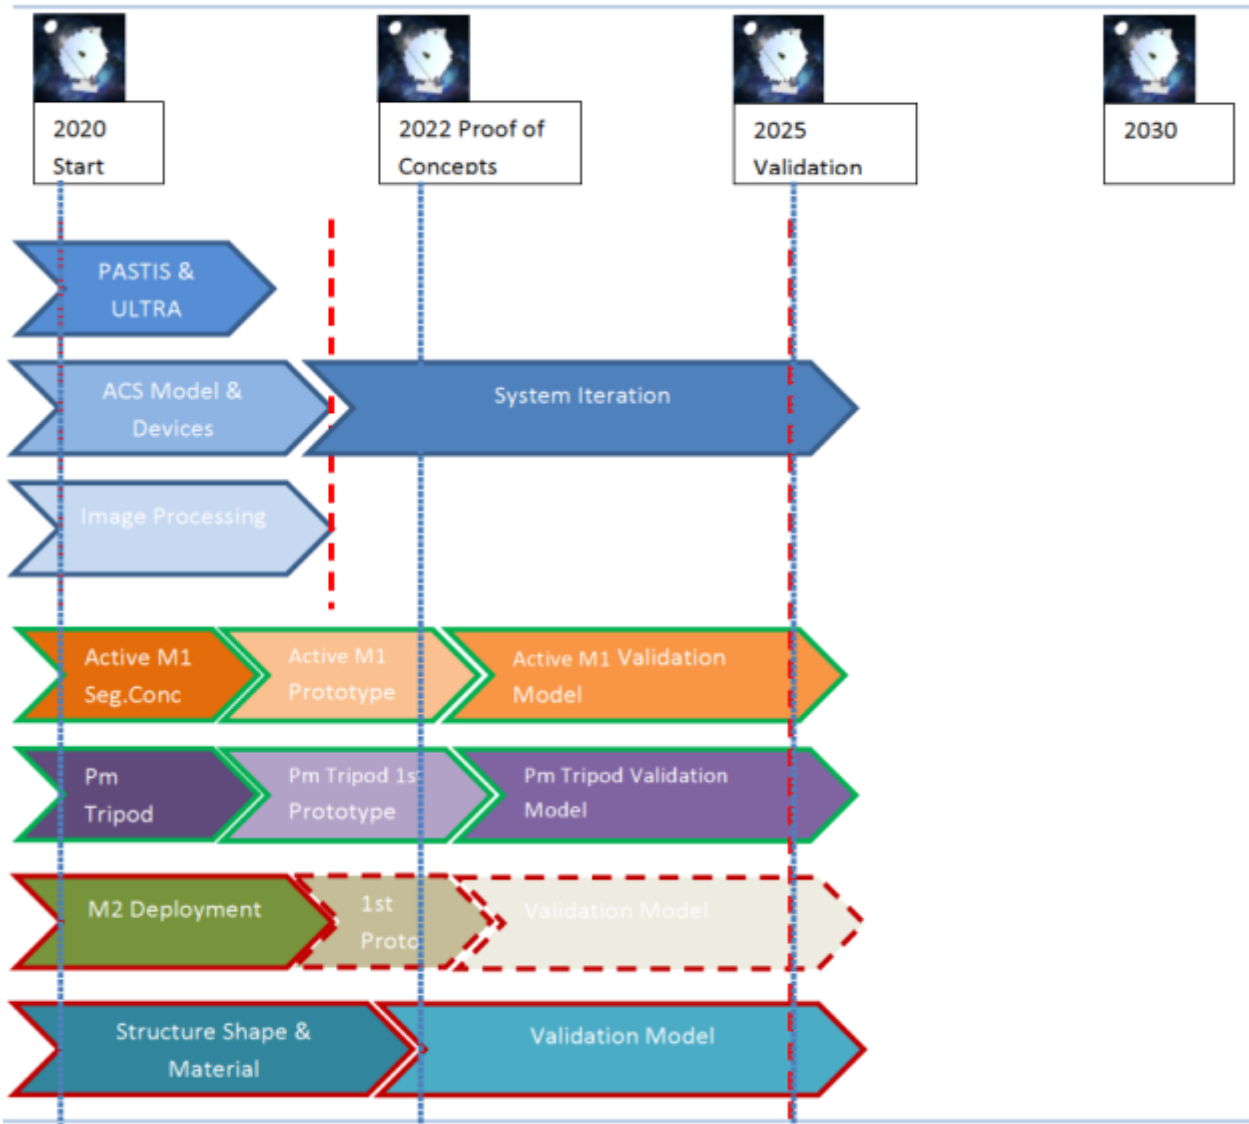 2020
Start
2022 Proof of
Concepts
2025
Validation
2030
PASTIS &
ULTRA
ACS Model &
Devices
System Iteration
Image Processing
Active M1
Seg.Conc
Active M1
Prototype
Active M1 Validation
Model
Pm
Tripod
Pm Tripod 1st
Prototype
Pm Tripod Validation
Model
M2 Deployment
1st
Proto
Validation Model
Structure Shape &
Material
Validation Model